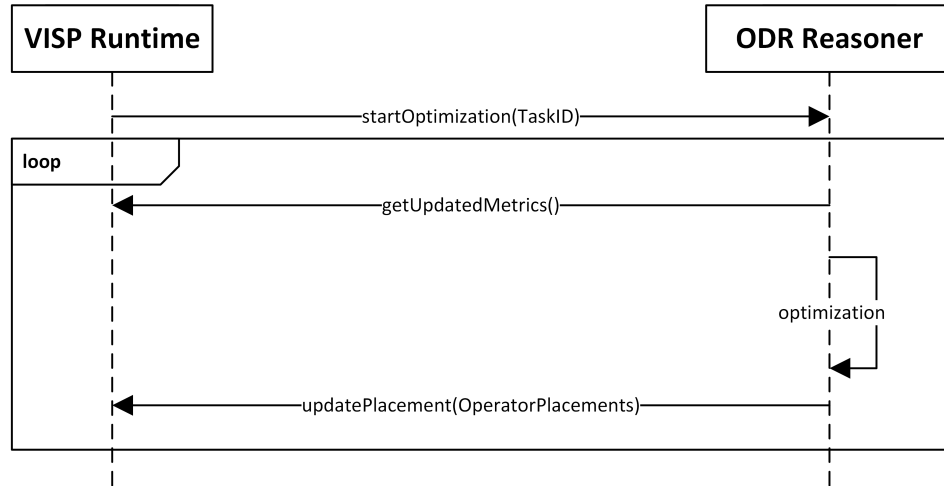 VISP Runtime
ODR Reasoner
startOptimization(TaskID)
loop
getUpdatedMetrics()
optimization
updatePlacement(OperatorPlacements)